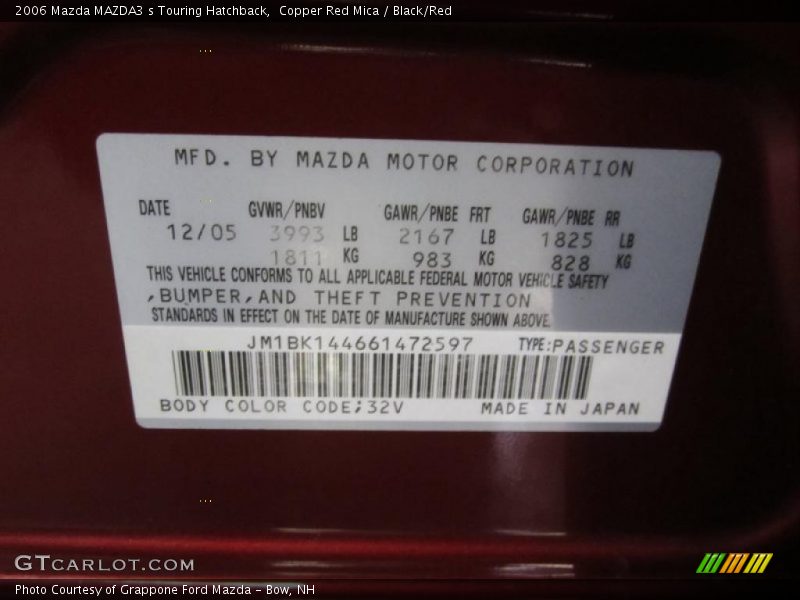 2006 Mazda MAZDA3 s Touring Hatchback,  Copper Red Mica / Black/Red
MFD. BY MAZDA MOTOR CORPORATION
DATE GVWR/PNBV GAWR/PNBE FRT GAWR/PNBE RR
12/05 3993 LB 2167 LB 1825 LB
1811 KG 983 KG 828 KG
THIS VEHICLE CONFORMS TO ALL APPLICABLE FEDERAL MOTOR VEHICLE SAFETY
,BUMPER,AND THEFT PREVENTION
STANDARDS IN EFFECT ON THE DATE OF MANUFACTURE SHOWN ABOVE.
JM1BK144661472597 TYPE:PASSENGER
BODY COLOR CODE;32V MADE IN JAPAN
GTCARLOT.COM
Photo Courtesy of Grappone Ford Mazda - Bow, NH